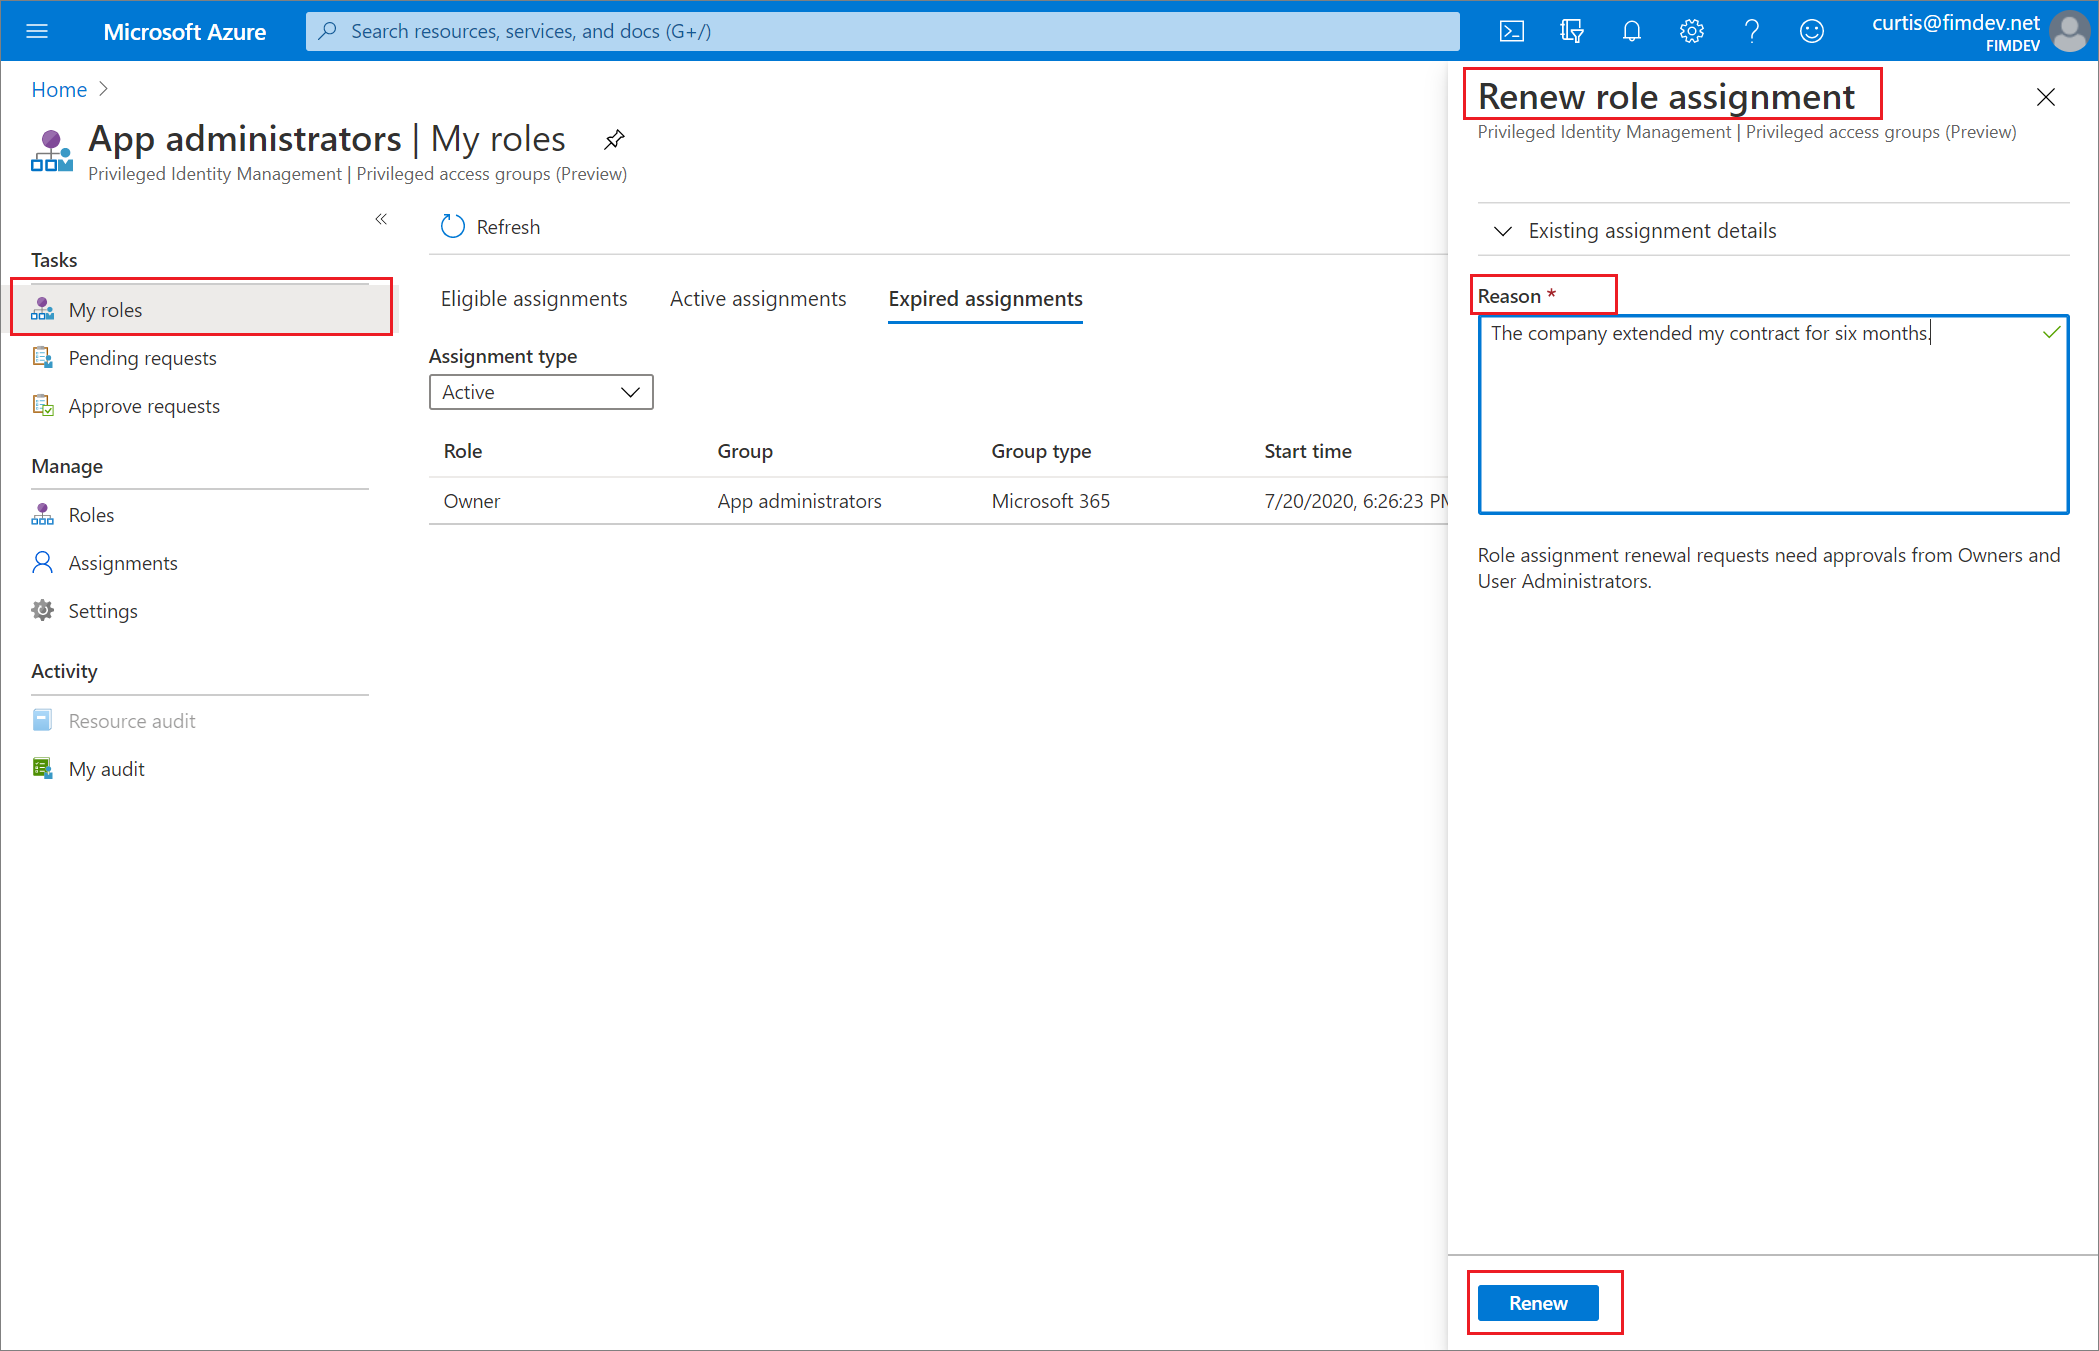 Microsoft Azure
Search resources, services, and docs (G+/)
curtis@fimdev.net
FIMDEV
Home
App administrators | My roles
Privileged Identity Management | Privileged access groups (Preview)
Tasks
My roles
Pending requests
Approve requests
Manage
Roles
Assignments
Settings
Activity
Resource audit
My audit
Refresh
Eligible assignments
Active assignments
Expired assignments
Assignment type
Active
Role Group Group type Start time
Owner App administrators Microsoft 365 7/20/2020, 6:26:23 PM
Renew role assignment
Privileged Identity Management | Privileged access groups (Preview)
Existing assignment details
Reason *
The company extended my contract for six months.
Role assignment renewal requests need approvals from Owners and
User Administrators.
Renew